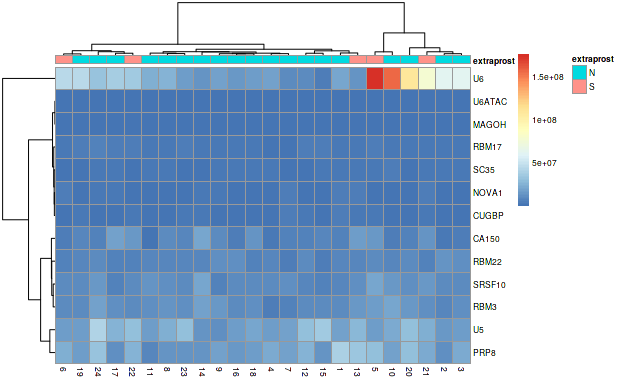 extraprost
extraprost
U6
1.5e+08
N
S
U6ATAC
MAGOH
1e+08
RBM17
SC35
5e+07
NOVA1
CUGBP
CA150
RBM22
SRSF10
RBM3
U5
PRP8
6 19 24 17 22 11 8 23 14 9 16 18 4 7 12 15 1 13 5 10 20 21 2 3